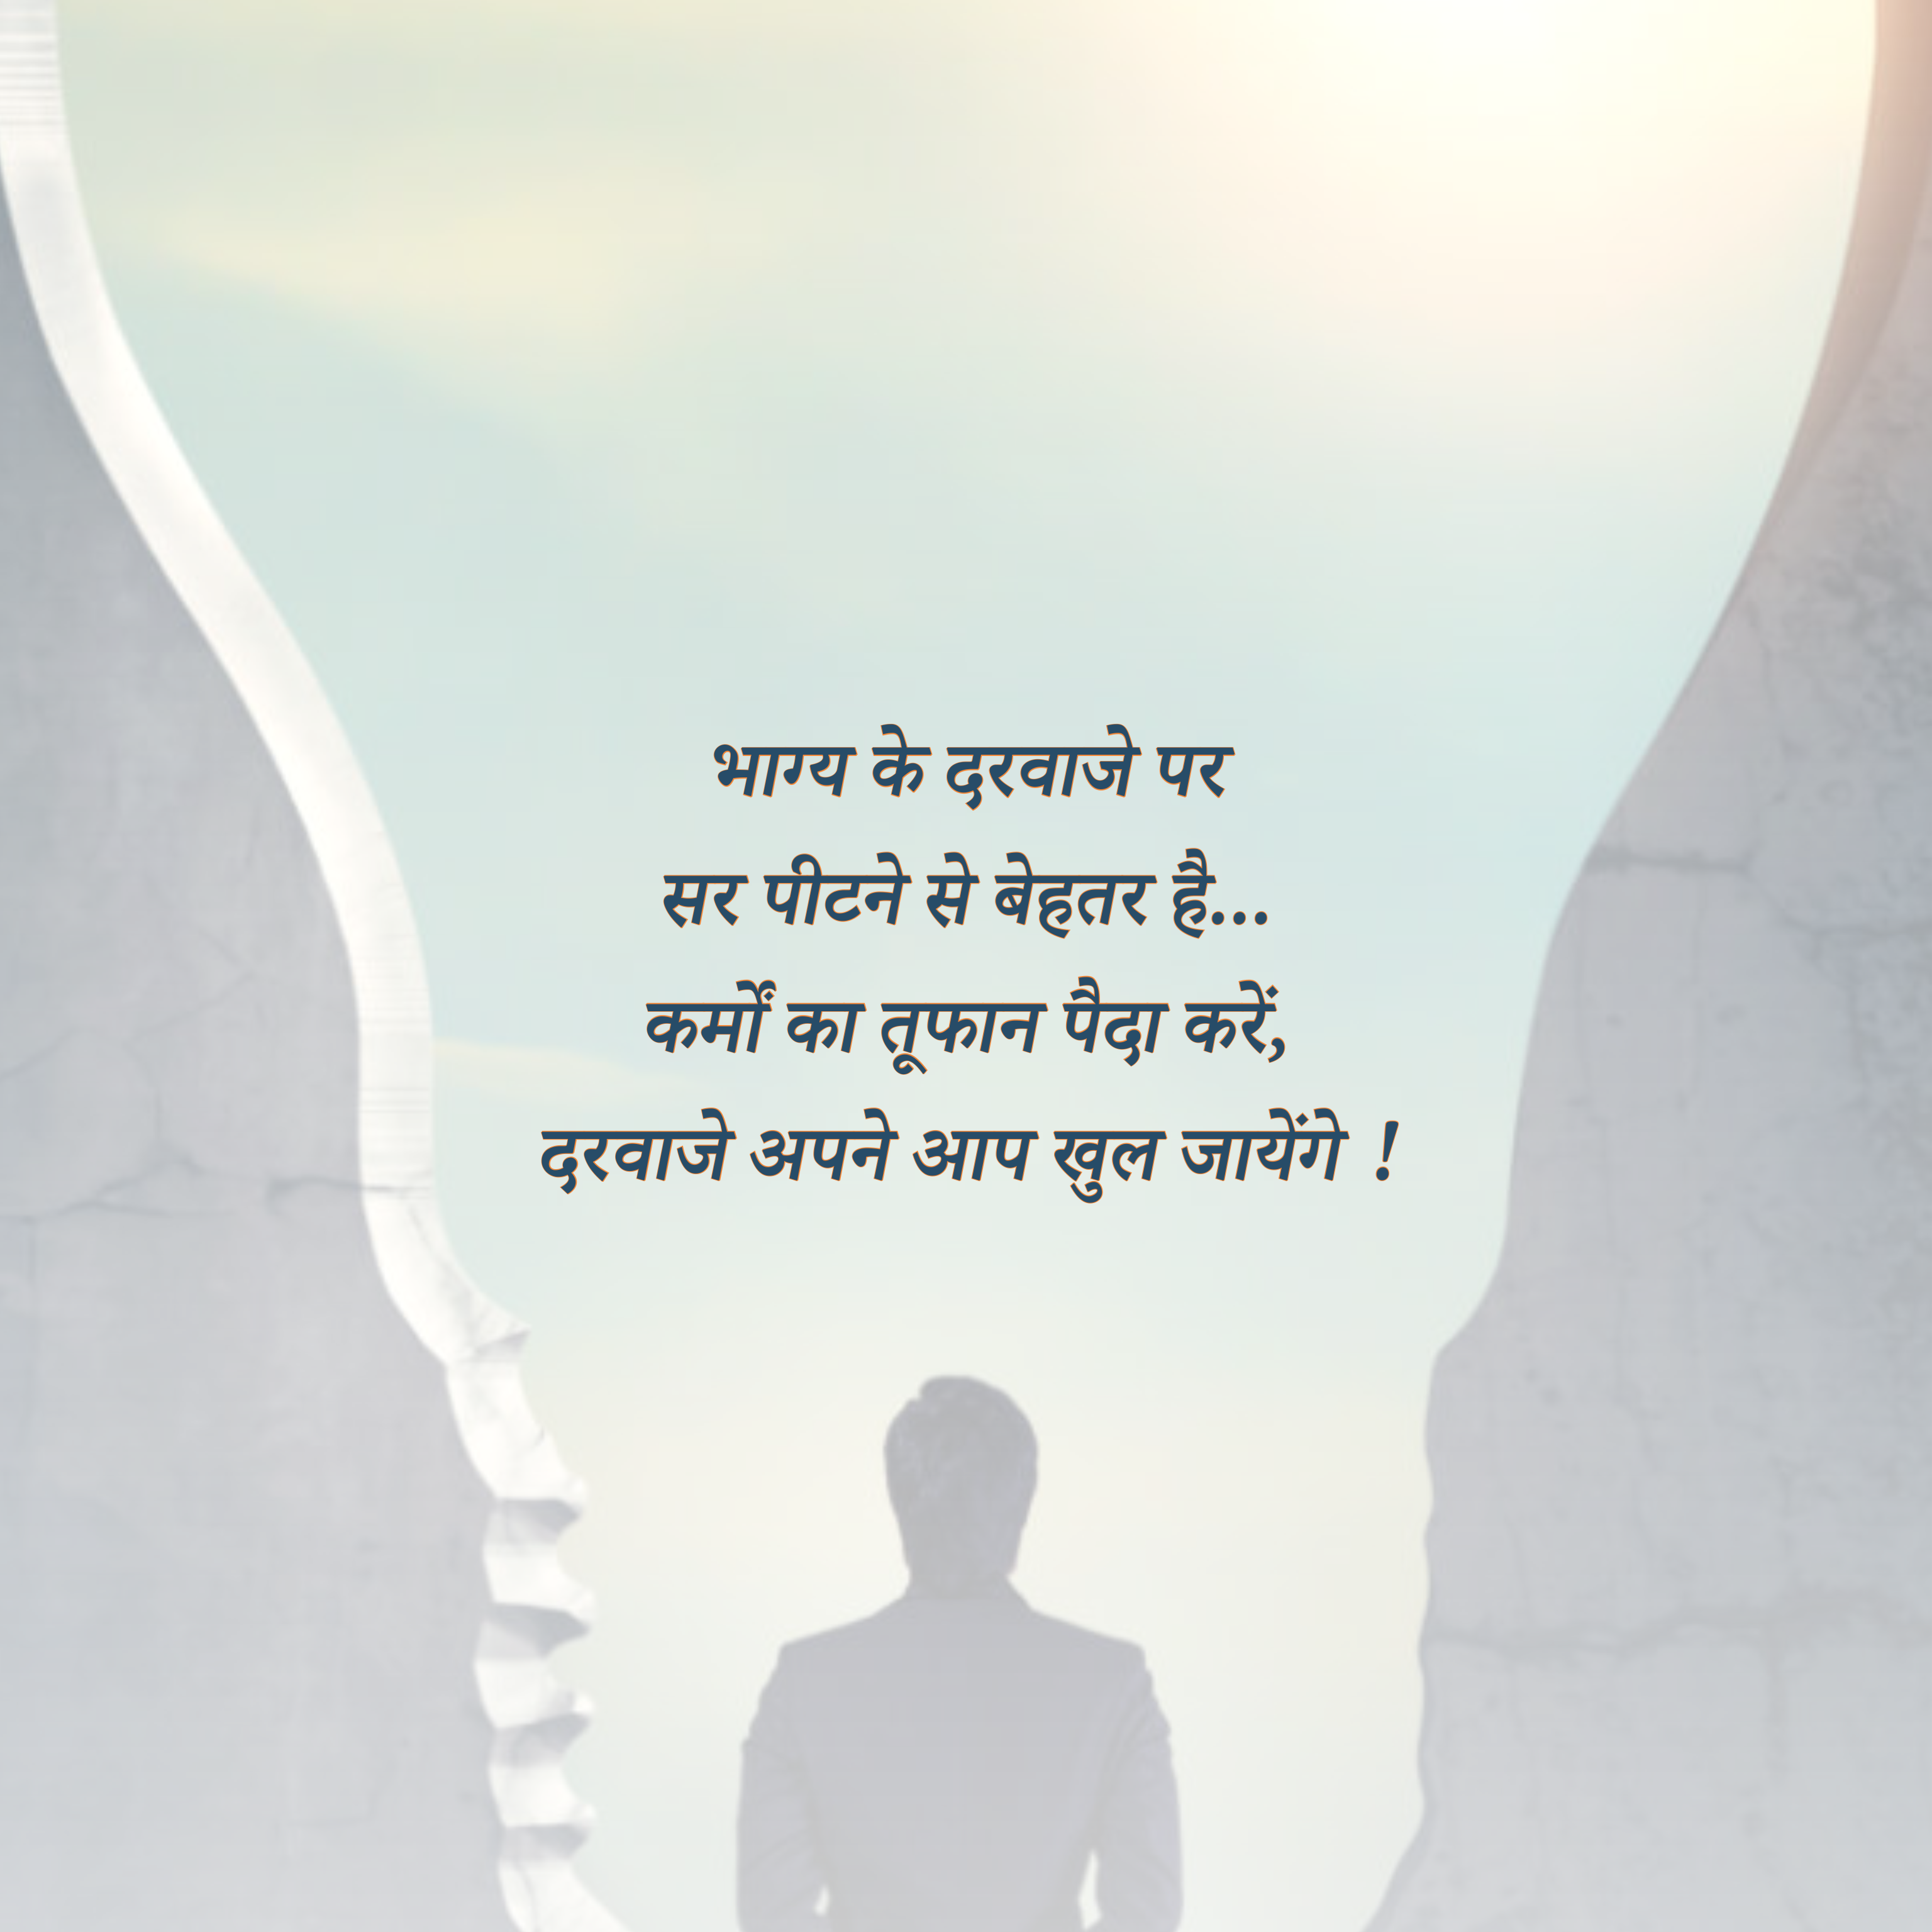 भाग्य के दरवाजे पर
सर पीटने से बेहतर है...
कर्मों का तूफान पैदा करें,
दरवाजे अपने आप खुल जायेंगे !